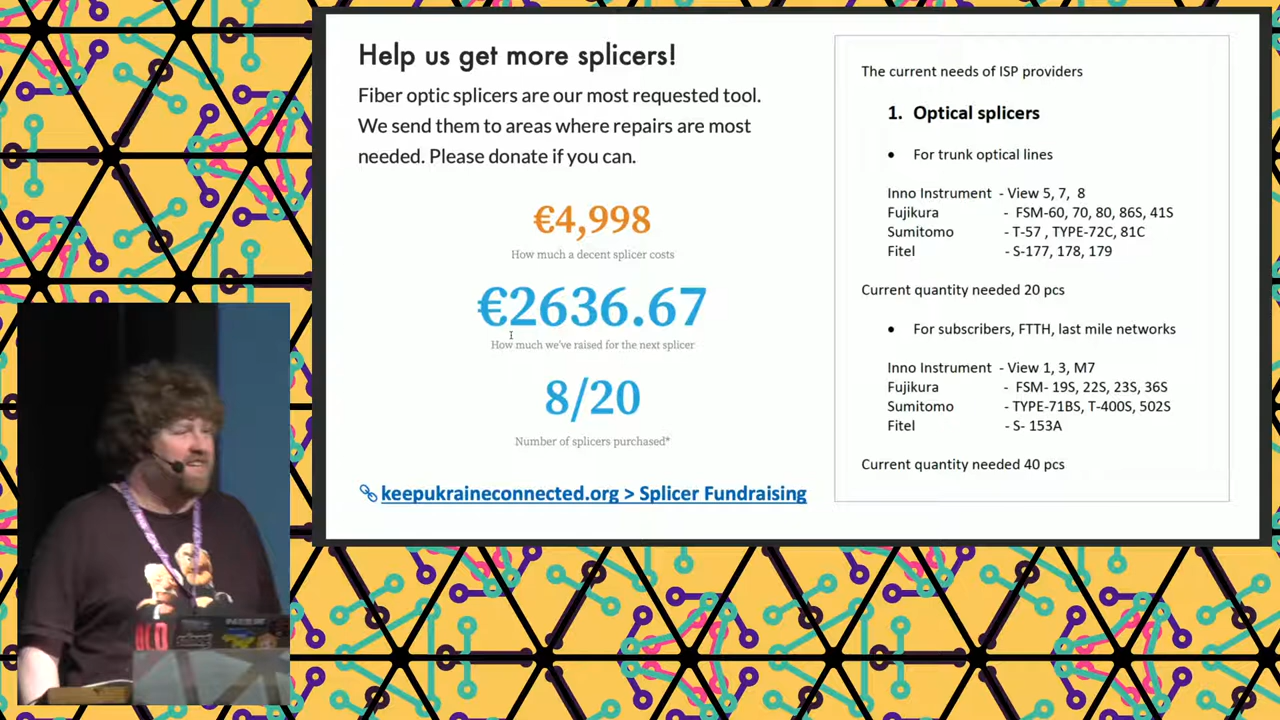 Help us get more splicers!
Fiber optic splicers are our most requested tool.
We send them to areas where repairs are most
needed. Please donate if you can.
€4,998
How much a decent splicer costs
€2636.67
How much we've raised for the next splicer
8/20
Number of splicers purchased*
keepukraineconnected.org > Splicer Fundraising
The current needs of ISP providers
1. Optical splicers
• For trunk optical lines
Inno Instrument - View 5, 7, 8
Fujikura - FSM-60, 70, 80, 86S, 41S
Sumitomo - T-57 , TYPE-72C, 81C
Fitel - S-177, 178, 179
Current quantity needed 20 pcs
• For subscribers, FTTH, last mile networks
Inno Instrument - View 1, 3, M7
Fujikura - FSM- 19S, 22S, 23S, 36S
Sumitomo - TYPE-71BS, T-400S, 502S
Fitel - S- 153A
Current quantity needed 40 pcs